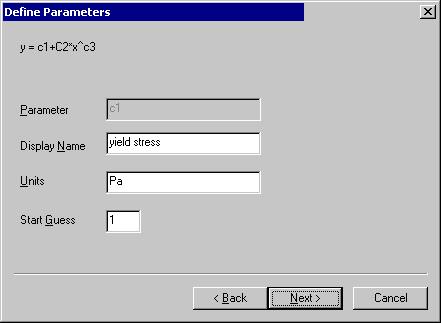 Define Parameters
y = c1+C2*x^c3
Parameter c1
Display Name yield stress
Units Pa
Start Guess 1
< Back Next > Cancel